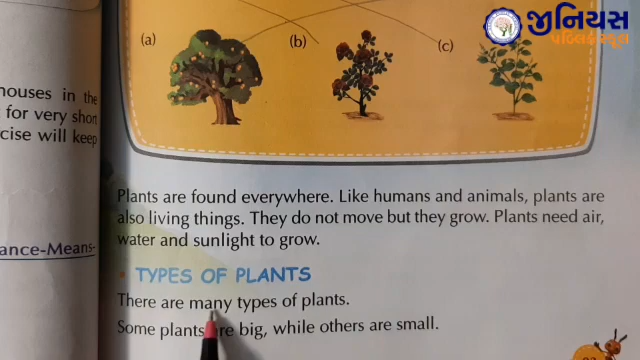 જીનિયસ
પબ્લિક સ્કૂલ
(a)
(b)
(c)
houses in the
for very short
cise will keep
ance-Means-
Plants are found everywhere. Like humans and animals, plants are
also living things. They do not move but they grow. Plants need air,
water and sunlight to grow.
• TYPES OF PLANTS
There are many types of plants.
Some plants are big, while others are small.